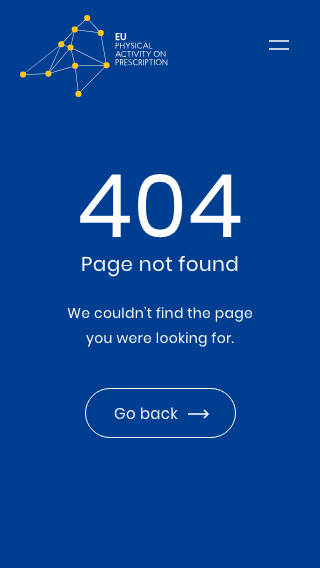 EU
PHYSICAL
ACTIVITY ON
PRESCRIPTION
404
Page not found
We couldn't find the page
you were looking for.
Go back